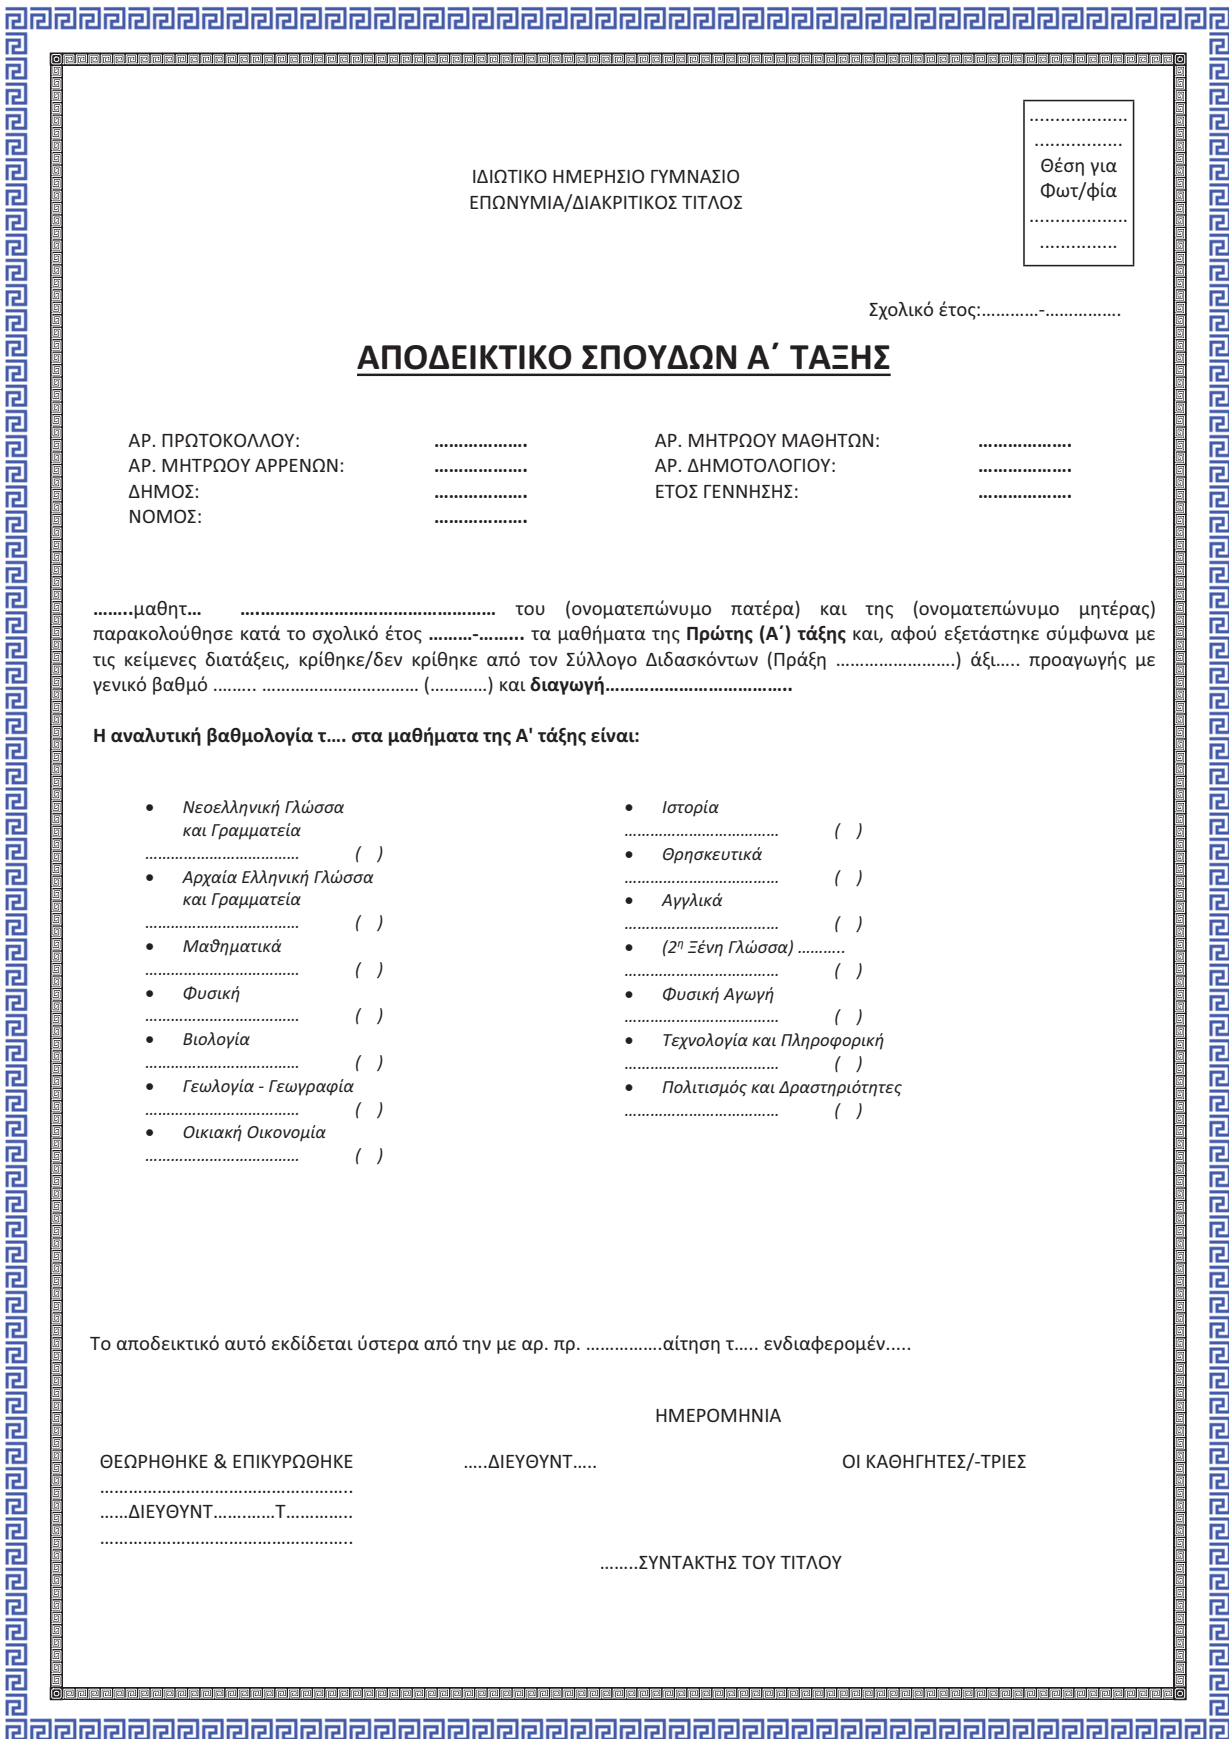 ...................
.................
Θέση για
Φωτ/φία
...................
...............
ΙΔΙΩΤΙΚΟ ΗΜΕΡΗΣΙΟ ΓΥΜΝΑΣΙΟ
ΕΠΩΝΥΜΙΑ/ΔΙΑΚΡΙΤΙΚΟΣ ΤΙΤΛΟΣ
Σχολικό έτος:…………-…………….
ΑΠΟΔΕΙΚΤΙΚΟ ΣΠΟΥΔΩΝ Α΄ ΤΑΞΗΣ
ΑΡ. ΠΡΩΤΟΚΟΛΛΟΥ: ………………. ΑΡ. ΜΗΤΡΩΟΥ ΜΑΘΗΤΩΝ: ……………….
ΑΡ. ΜΗΤΡΩΟΥ ΑΡΡΕΝΩΝ: ………………. ΑΡ. ΔΗΜΟΤΟΛΟΓΙΟΥ: ……………….
ΔΗΜΟΣ: ………………. ΕΤΟΣ ΓΕΝΝΗΣΗΣ: ……………….
ΝΟΜΟΣ: ……………….
……..μαθητ… ….……………………………………… του (ονοματεπώνυμο πατέρα) και της (ονοματεπώνυμο μητέρας)
παρακολούθησε κατά το σχολικό έτος ………-…….. τα μαθήματα της Πρώτης (Α΄) τάξης και, αφού εξετάστηκε σύμφωνα με
τις κείμενες διατάξεις, κρίθηκε/δεν κρίθηκε από τον Σύλλογο Διδασκόντων (Πράξη …………………….) άξι….. προαγωγής με
γενικό βαθμό ……... …………………………… (…………) και διαγωγή………………………………..
Η αναλυτική βαθμολογία τ.... στα μαθήματα της Α' τάξης είναι:
• Νεοελληνική Γλώσσα
και Γραμματεία
……………………………… ( )
• Αρχαία Ελληνική Γλώσσα
και Γραμματεία
……………………………… ( )
• Μαθηματικά
……………………………… ( )
• Φυσική
……………………………… ( )
• Βιολογία
……………………………… ( )
• Γεωλογία - Γεωγραφία
……………………………… ( )
• Οικιακή Οικονομία
……………………………… ( )
• Ιστορία
……………………………… ( )
• Θρησκευτικά
……………………………… ( )
• Αγγλικά
……………………………… ( )
• (2η Ξένη Γλώσσα) ………..
……………………………… ( )
• Φυσική Αγωγή
……………………………… ( )
• Τεχνολογία και Πληροφορική
……………………………… ( )
• Πολιτισμός και Δραστηριότητες
……………………………… ( )
Το αποδεικτικό αυτό εκδίδεται ύστερα από την με αρ. πρ. …………….αίτηση τ….. ενδιαφερομέν.....
ΗΜΕΡΟΜΗΝΙΑ
ΘΕΩΡΗΘΗΚΕ & ΕΠΙΚΥΡΩΘΗΚΕ …..ΔΙΕΥΘΥΝΤ….. ΟΙ ΚΑΘΗΓΗΤΕΣ/-ΤΡΙΕΣ
……………………………………………..
……ΔΙΕΥΘΥΝΤ…………Τ…………..
……………………………………………..
……..ΣΥΝΤΑΚΤΗΣ ΤΟΥ ΤΙΤΛΟΥ